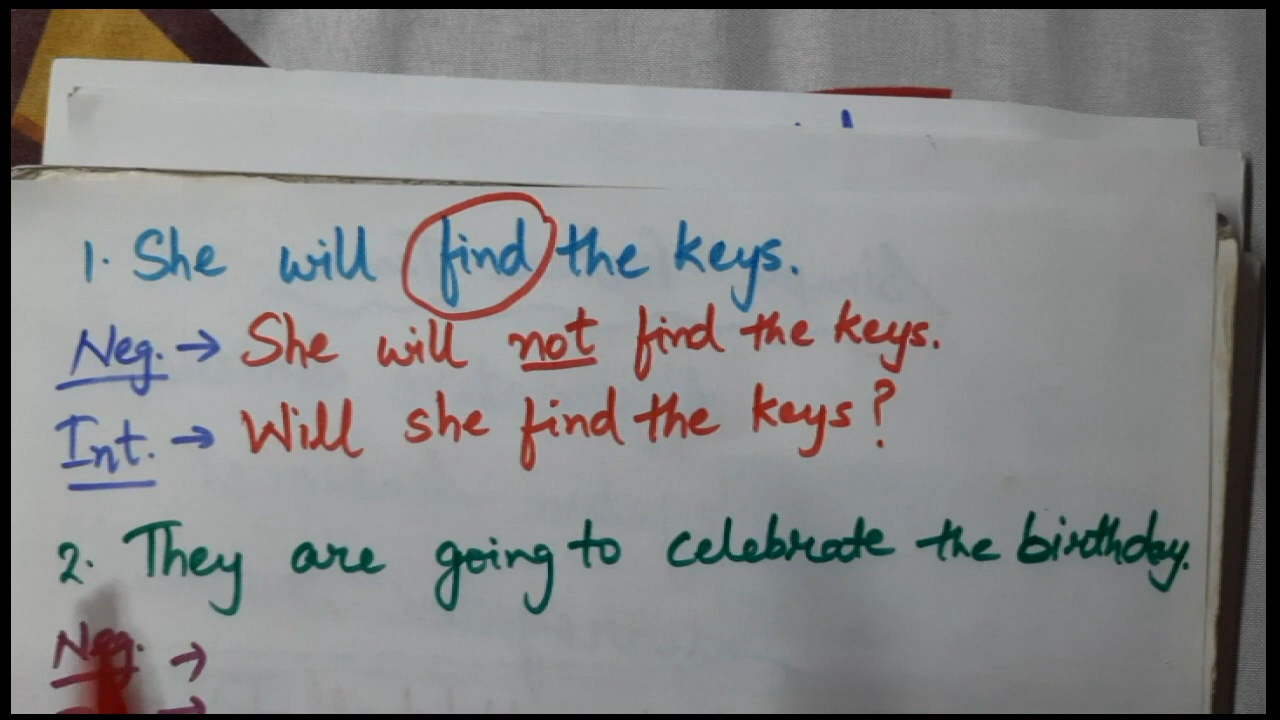 1. She will find the keys.
Neg. → She will not find the keys.
Int. → Will she find the keys?
2. They are going to celebrate the birthday.
Neg. →
→